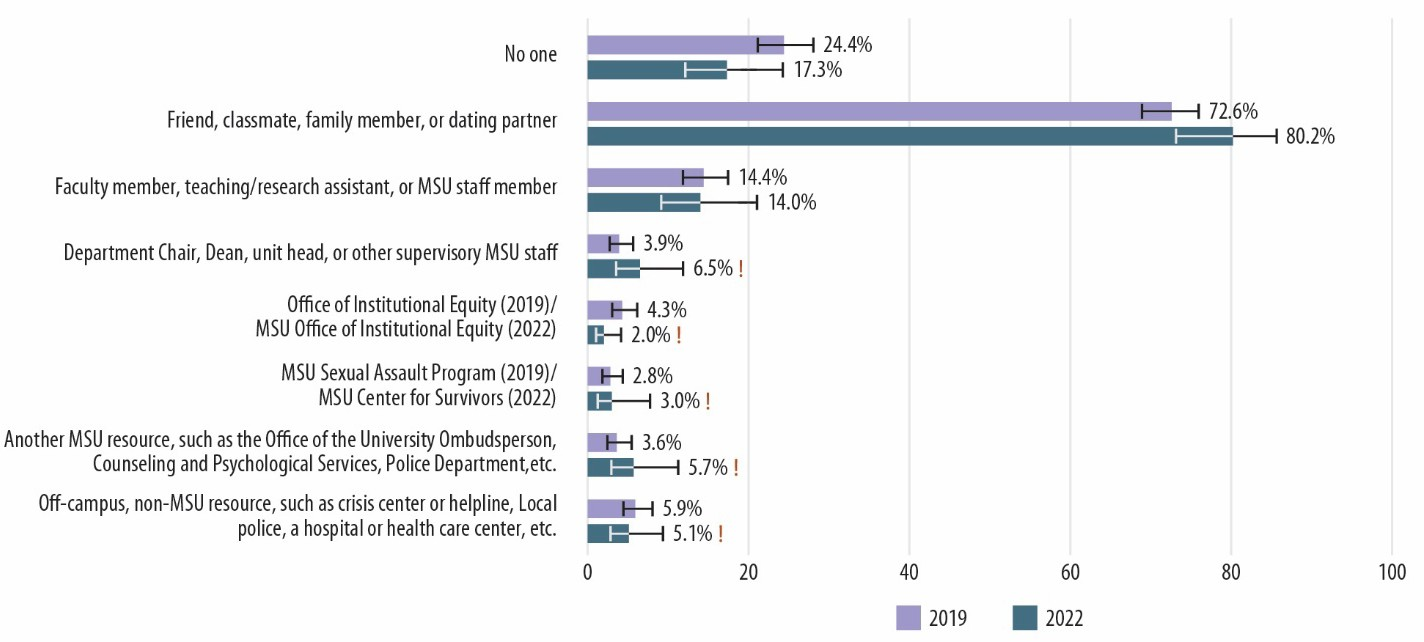 No one
24.4%
17.3%
Friend, classmate, family member, or dating partner
72.6%
80.2%
Faculty member, teaching/research assistant, or MSU staff member
14.4%
14.0%
Department Chair, Dean, unit head, or other supervisory MSU staff
3.9%
6.5% !
Office of Institutional Equity (2019)/
MSU Office of Institutional Equity (2022)
4.3%
2.0% !
MSU Sexual Assault Program (2019)/
MSU Center for Survivors (2022)
2.8%
3.0% !
Another MSU resource, such as the Office of the University Ombudsperson,
Counseling and Psychological Services, Police Department,etc.
3.6%
5.7% !
Off-campus, non-MSU resource, such as crisis center or helpline, Local
police, a hospital or health care center, etc.
5.9%
5.1% !
0 20 40 60 80 100
2019 2022